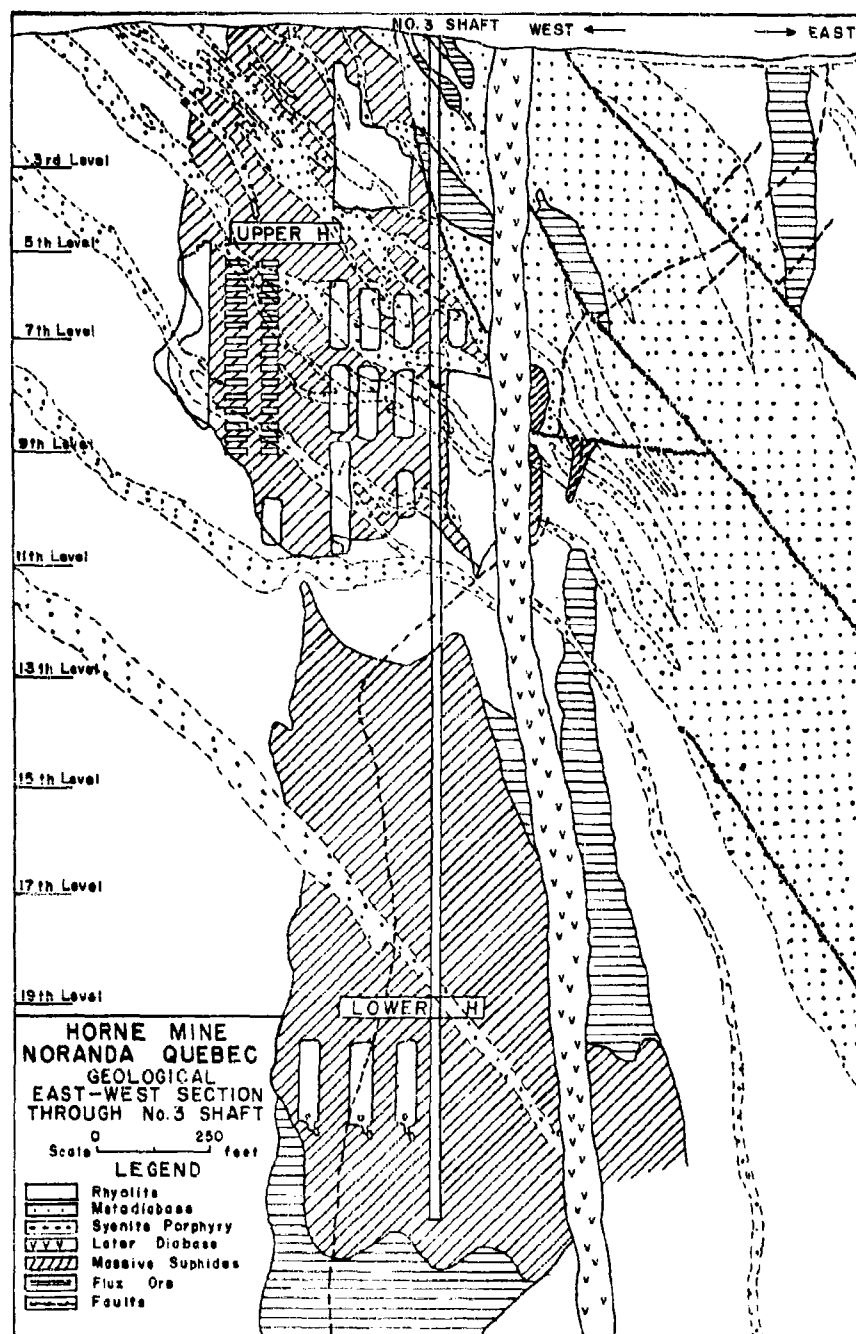 NO. 3 SHAFT WEST ← → EAST
3rd Level
UPPER H
5th Level
7th Level
9th Level
11th Level
13th Level
15th Level
17th Level
19th Level
LOWER H
HORNE MINE
NORANDA QUEBEC
GEOLOGICAL
EAST-WEST SECTION
THROUGH No. 3 SHAFT
0 250
Scale feet
LEGEND
Rhyolite
Metadiabase
Syenite Porphyry
Later Diabase
Massive Suphides
Flux Ore
Faults